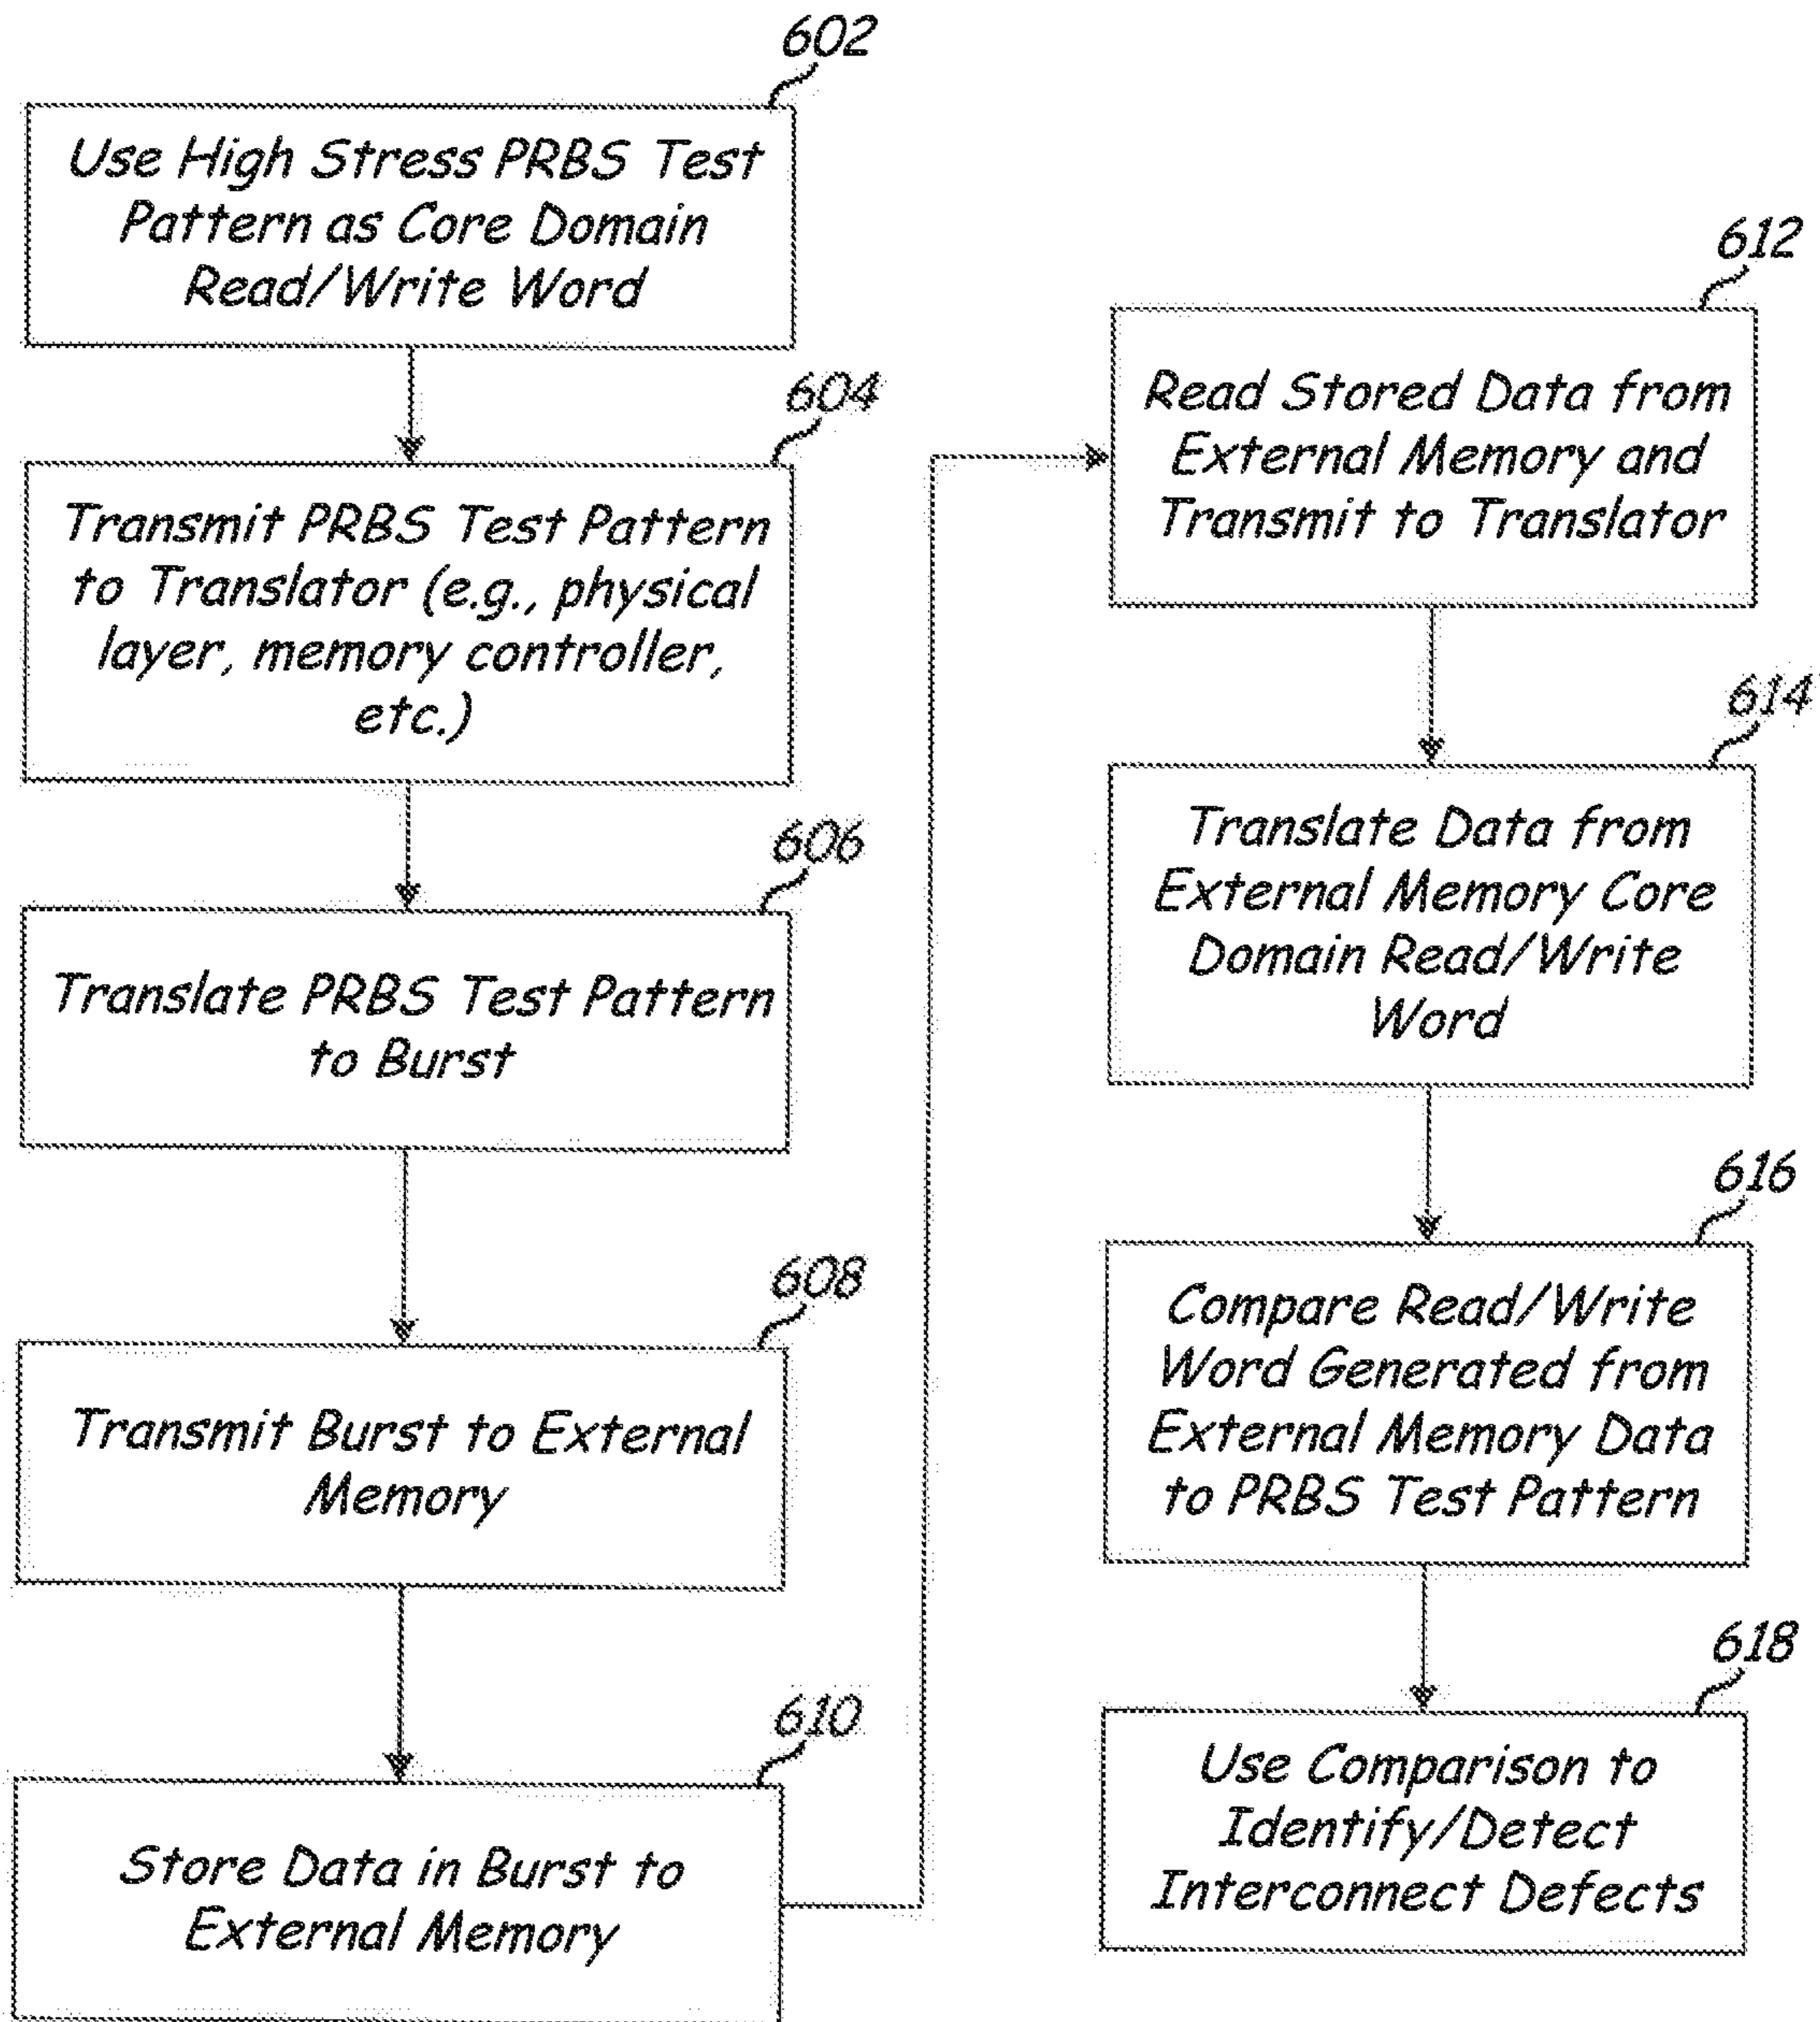 602
Use High Stress PRBS Test
Pattern as Core Domain
Read/Write Word
604
Transmit PRBS Test Pattern
to Translator (e.g., physical
layer, memory controller,
etc.)
606
Translate PRBS Test Pattern
to Burst
608
Transmit Burst to External
Memory
610
Store Data in Burst to
External Memory
612
Read Stored Data from
External Memory and
Transmit to Translator
614
Translate Data from
External Memory Core
Domain Read/Write
Word
616
Compare Read/Write
Word Generated from
External Memory Data
to PRBS Test Pattern
618
Use Comparison to
Identify/Detect
Interconnect Defects